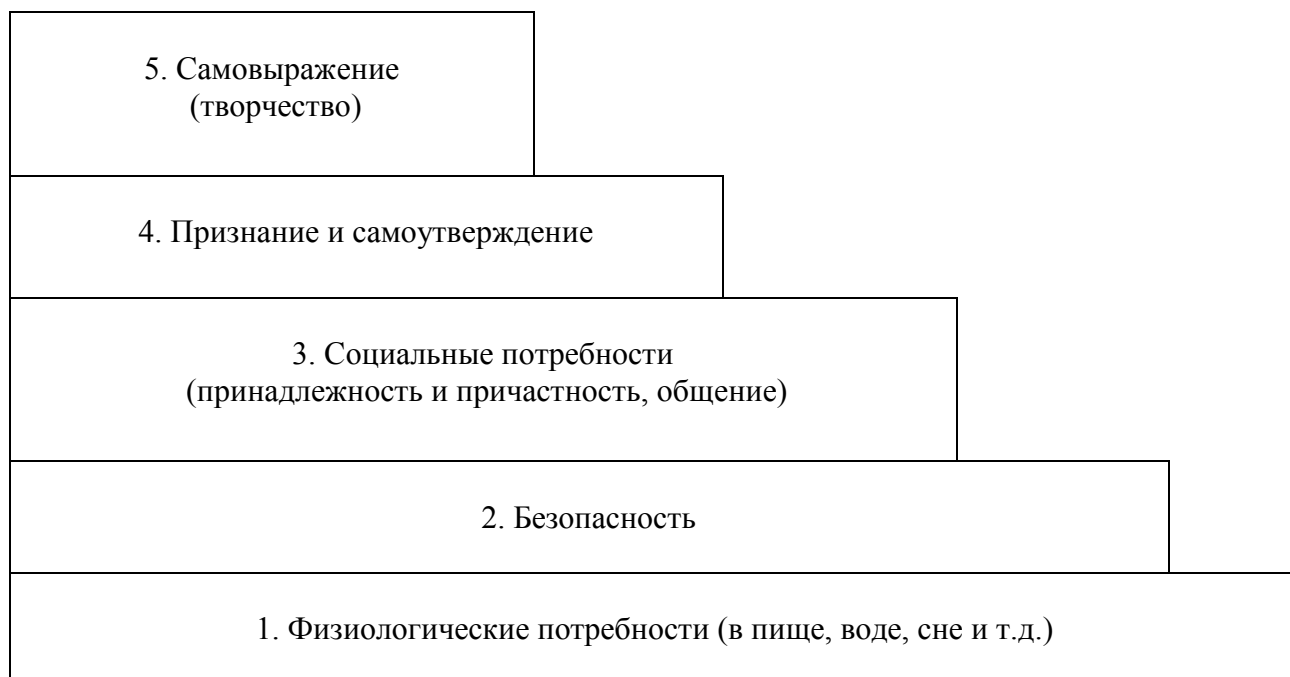 5. Самовыражение
(творчество)
4. Признание и самоутверждение
3. Социальные потребности
(принадлежность и причастность, общение)
2. Безопасность
1. Физиологические потребности (в пище, воде, сне и т.д.)